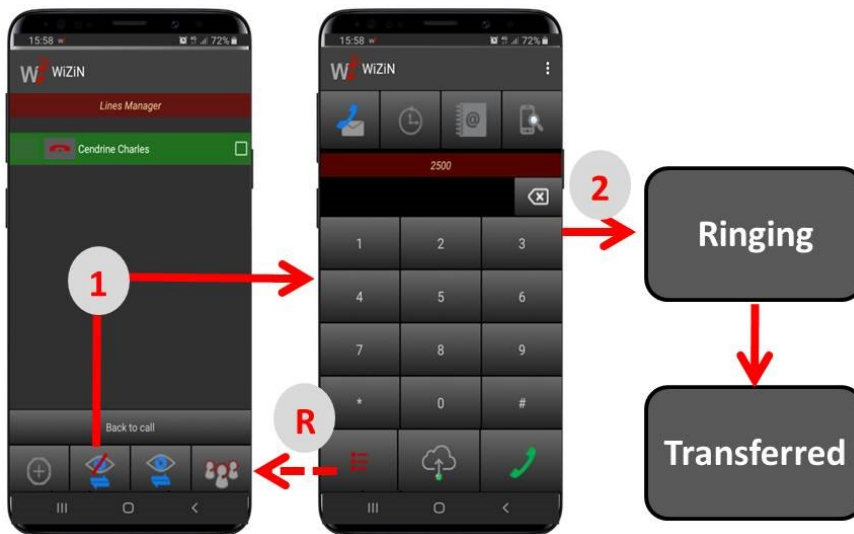 15:58
72%
WiZiN
Lines Manager
Cendrine Charles
1
Back to call
15:58
72%
WiZiN
@
2500
1 2 3
4 5 6
7 8 9
* 0 #
R
2
Ringing
Transferred